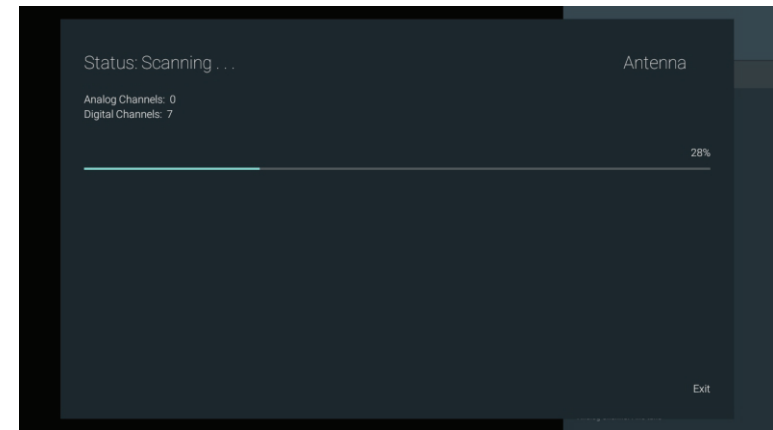 Status: Scanning . . .
Antenna
Analog Channels: 0
Digital Channels: 7
28%
Exit